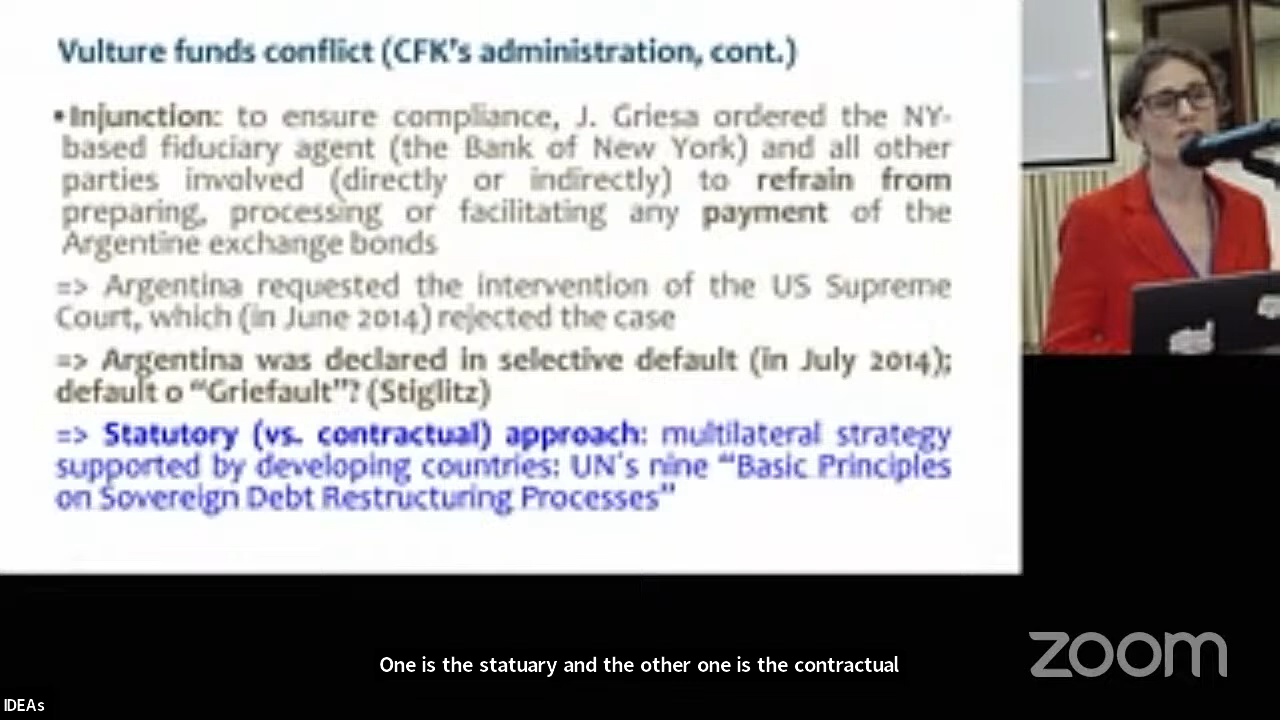 Vulture funds conflict (CFK's administration, cont.)
▪Injunction: to ensure compliance, J. Griesa ordered the NY-
based fiduciary agent (the Bank of New York) and all other
parties involved (directly or indirectly) to refrain from
preparing, processing or facilitating any payment of the
Argentine exchange bonds
=> Argentina requested the intervention of the US Supreme
Court, which (in June 2014) rejected the case
=> Argentina was declared in selective default (in July 2014);
default o "Griefault"? (Stiglitz)
=> Statutory (vs. contractual) approach: multilateral strategy
supported by developing countries: UN's nine "Basic Principles
on Sovereign Debt Restructuring Processes"
One is the statuary and the other one is the contractual
zoom
IDEAs